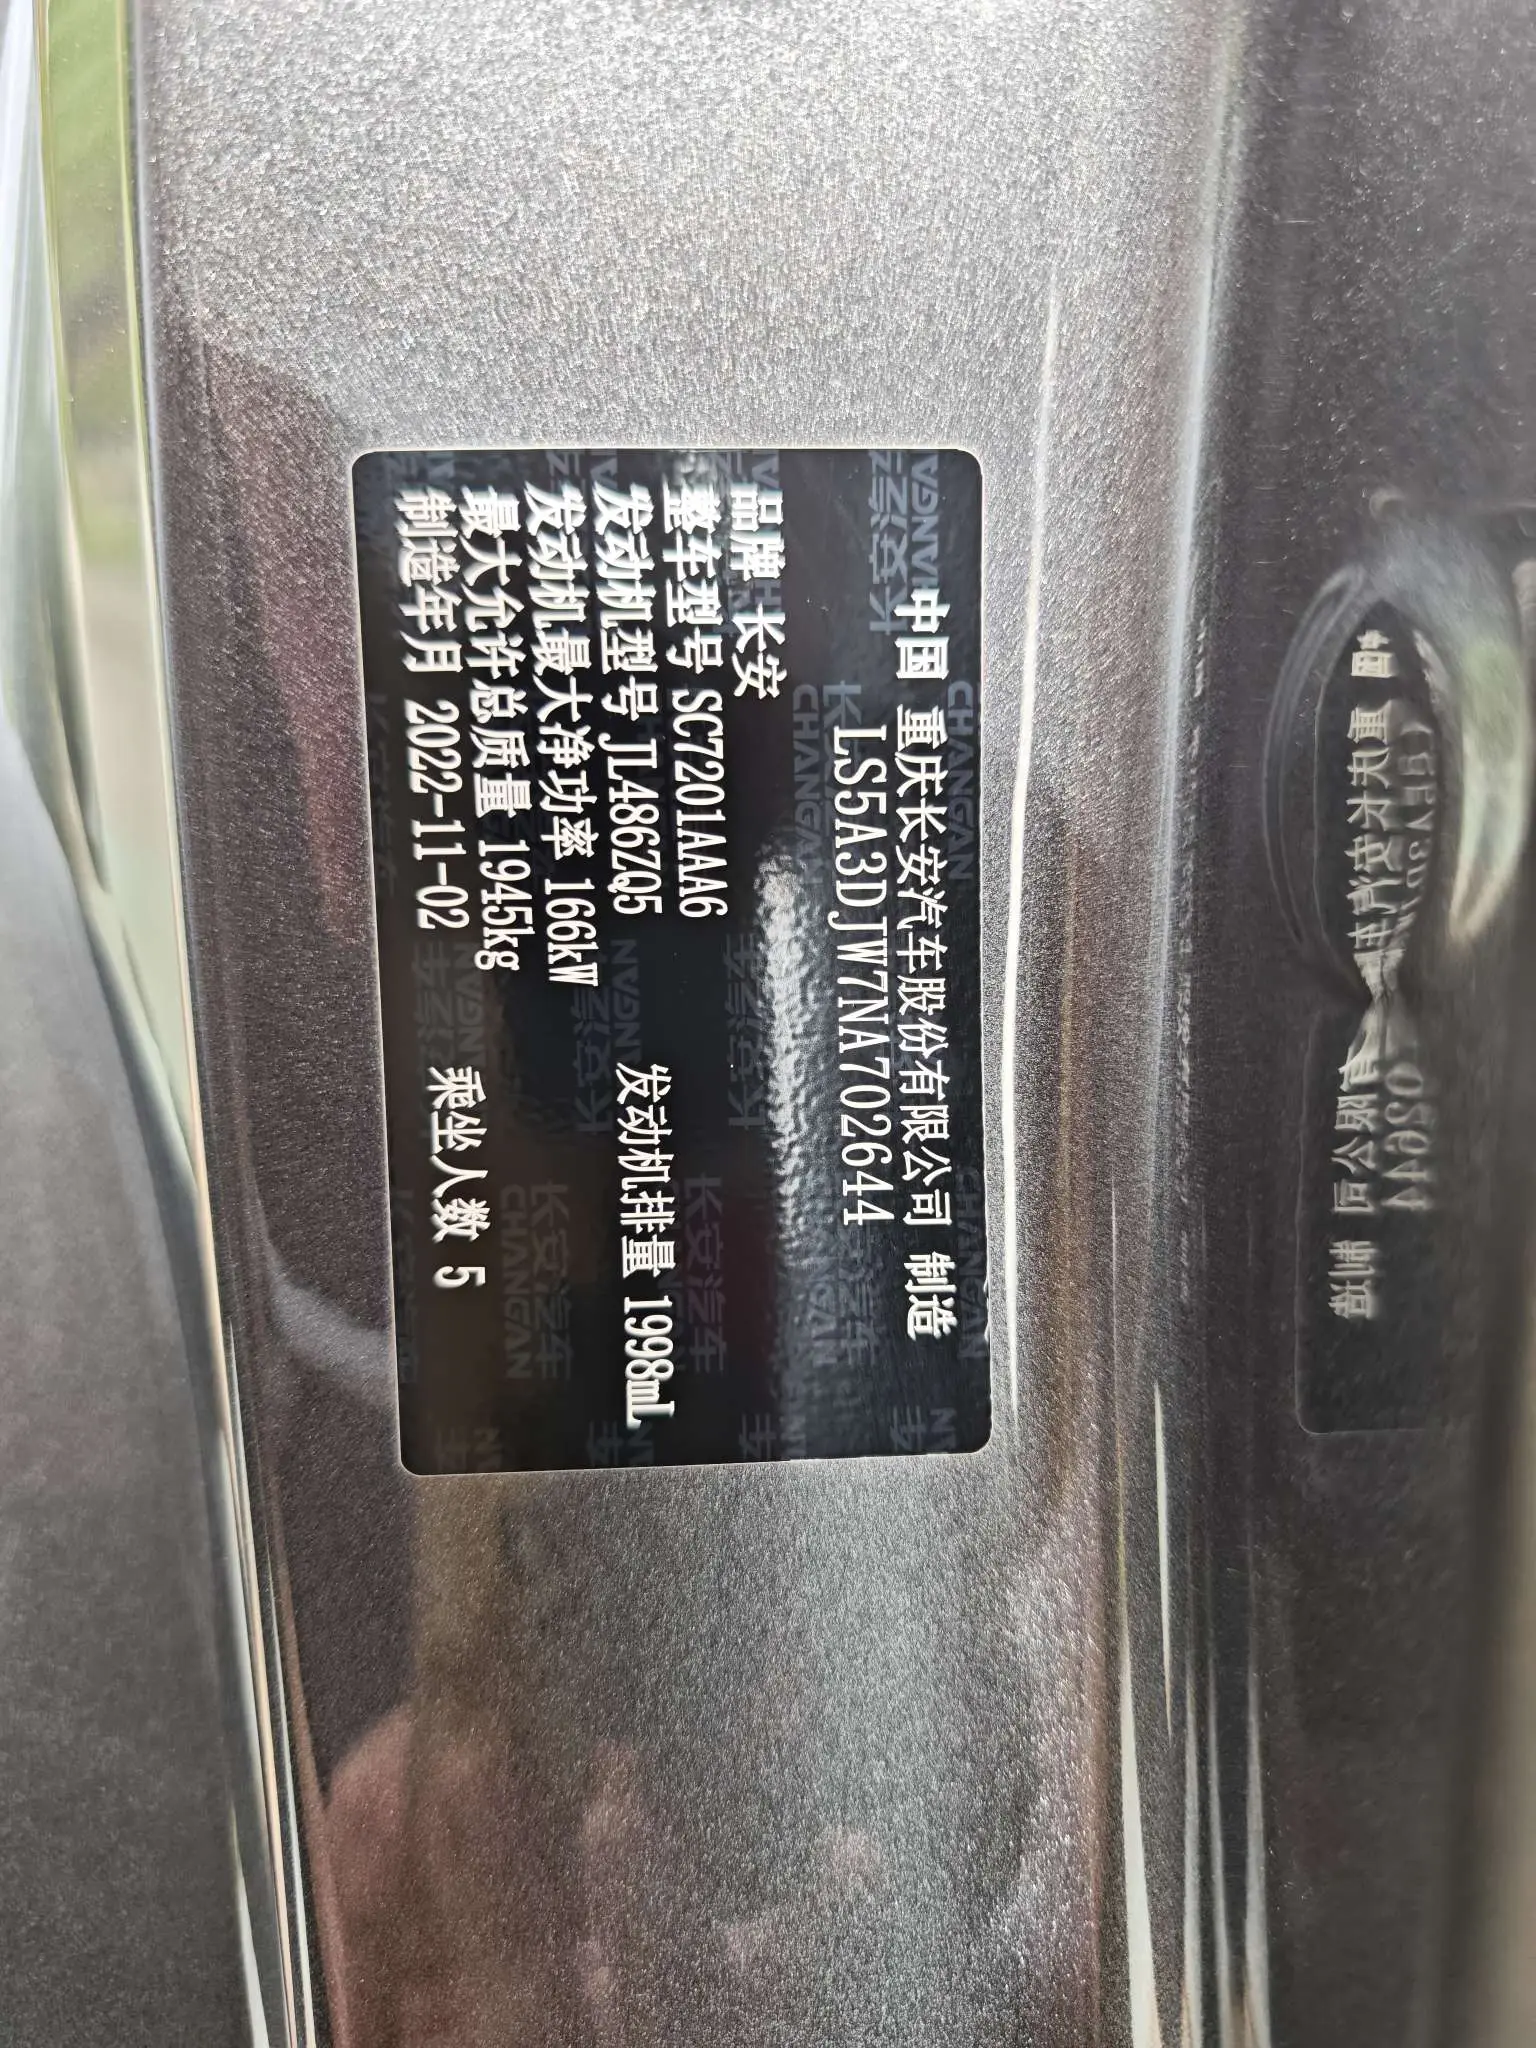 中国 重庆长安汽车股份有限公司 制造
LS5A3DJW7NA702644
品牌 长安
整车型号 SC7201AAA6
发动机型号 JL486ZQ5 发动机排量 1998mL
发动机最大净功率 166kW
最大允许总质量 1945kg 乘坐人数 5
制造年月 2022-11-02